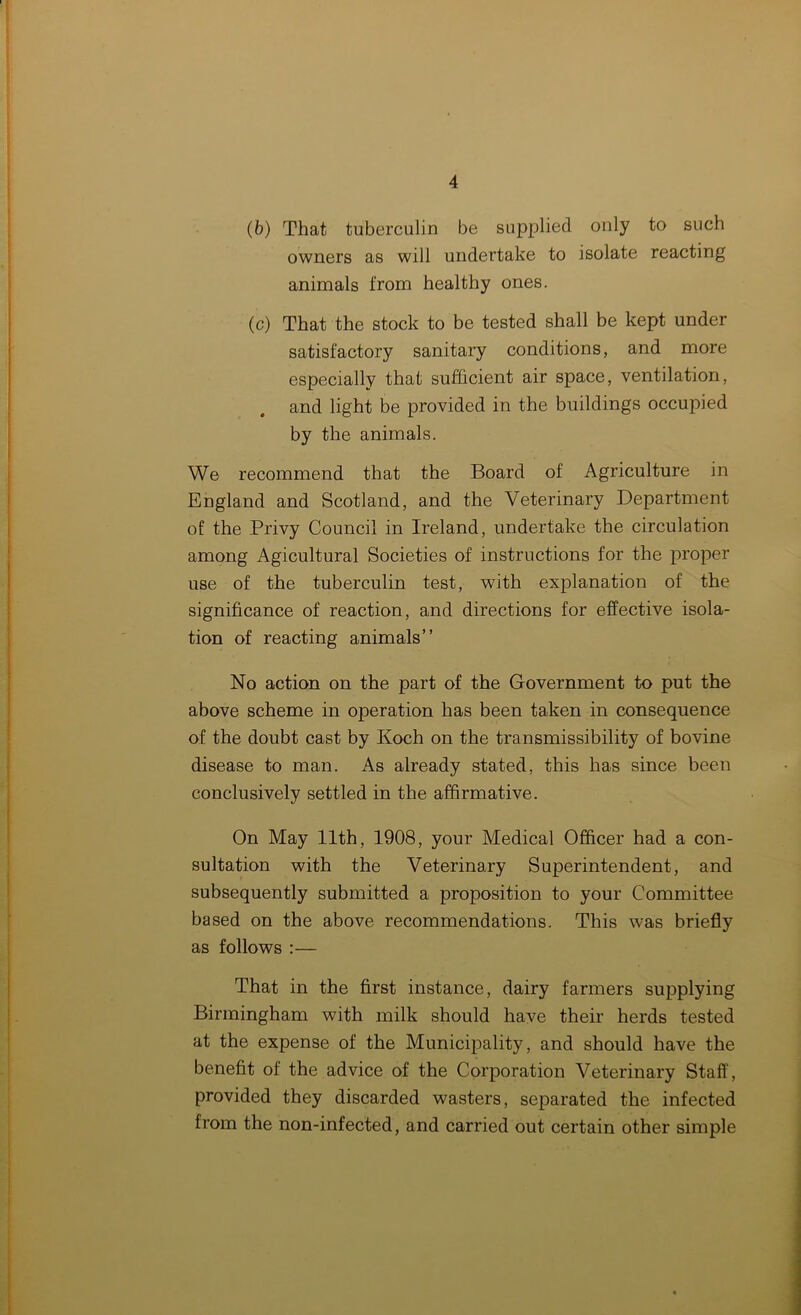 4
(b) That tuberculin be supplied only to such
owners as will undertake to isolate reacting
animals from healthy ones.
(c) That the stock to be tested shall be kept under
satisfactory sanitary conditions, and more
especially that sufficient air space, ventilation,
and light be provided in the buildings occupied
by the animals.
We recommend that the Board of Agriculture in
England and Scotland, and the Veterinary Department
of the Privy Council in Ireland, undertake the circulation
among Agicultural Societies of instructions for the proper
use of the tuberculin test, with explanation of the
significance of reaction, and directions for effective isola-
tion of reacting animals”
No action on the part of the Government to put the
above scheme in operation has been taken in consequence
of the doubt cast by Koch on the transmissibility of bovine
disease to man. As already stated, this has since been
conclusively settled in the affirmative.
On May 11th, 1908, your Medical Officer had a con-
sultation with the Veterinary Superintendent, and
subsequently submitted a proposition to your Committee
based on the above recommendations. This was briefly
as follows :—
That in the first instance, dairy farmers supplying
Birmingham with milk should have their herds tested
at the expense of the Municipality, and should have the
benefit of the advice of the Corporation Veterinary Staff,
provided they discarded wasters, separated the infected
from the non-infected, and carried out certain other simple